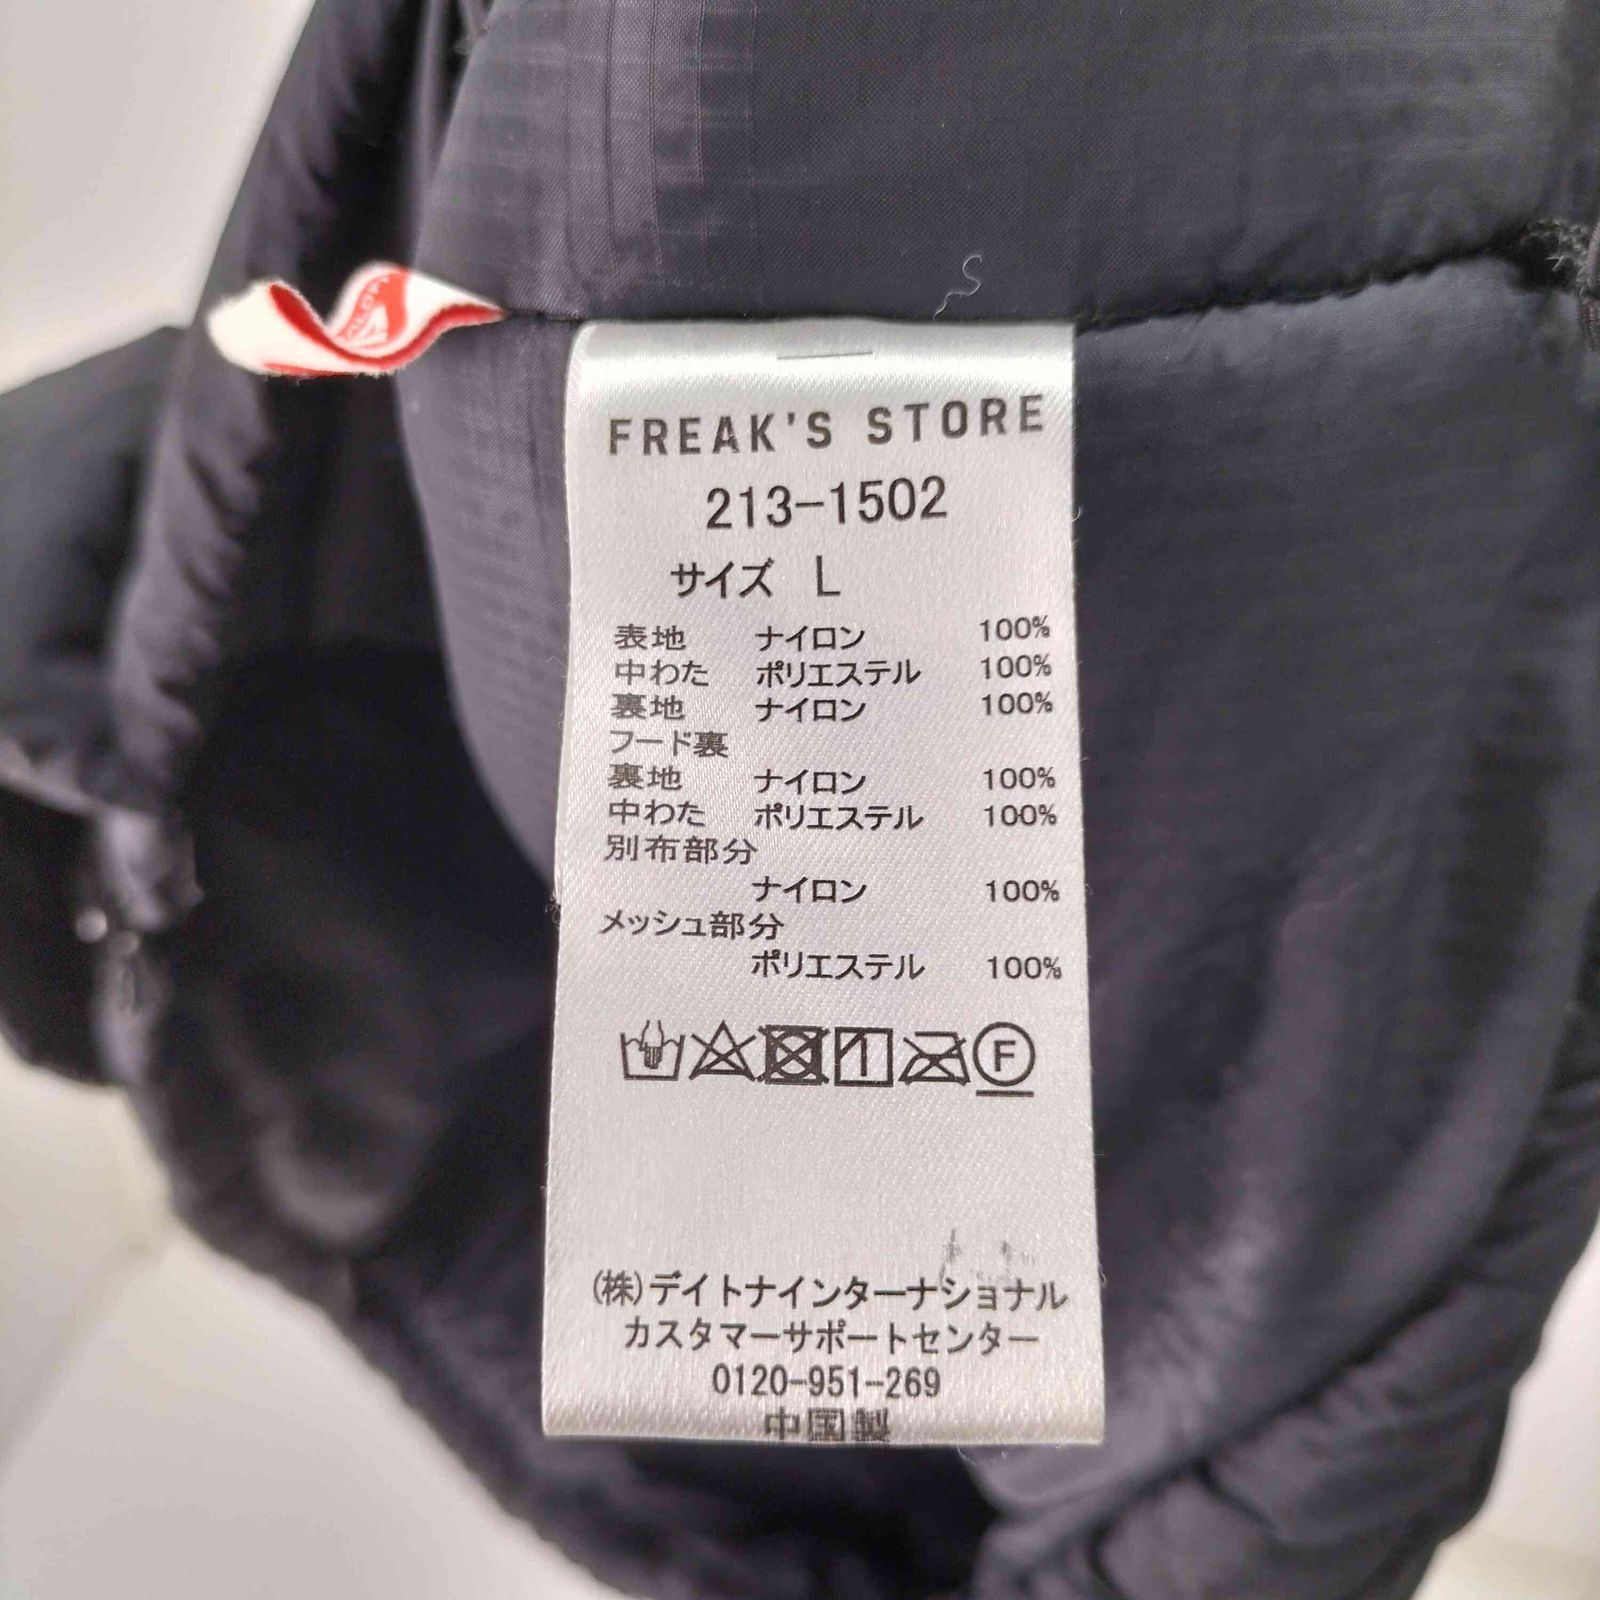 FREAK'S STORE
213-1502
サイズ L
表地 ナイロン 100%
中わた ポリエステル 100%
裏地 ナイロン 100%
フード裏
裏地 ナイロン 100%
中わた ポリエステル 100%
別布部分
ナイロン 100%
メッシュ部分
ポリエステル 100%
F
(株)デイトナインターナショナル
カスタマーサポートセンター
0120-951-269
中国製